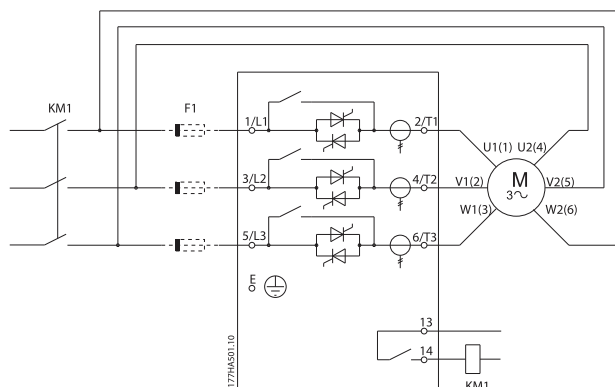 KM1
F1
1/L1
2/T1
3/L2
4/T2
5/L3
6/T3
E
U1(1) U2(4)
V1(2)
M
3~
V2(5)
W1(3)
W2(6)
13
14
KM1
177HA501.10